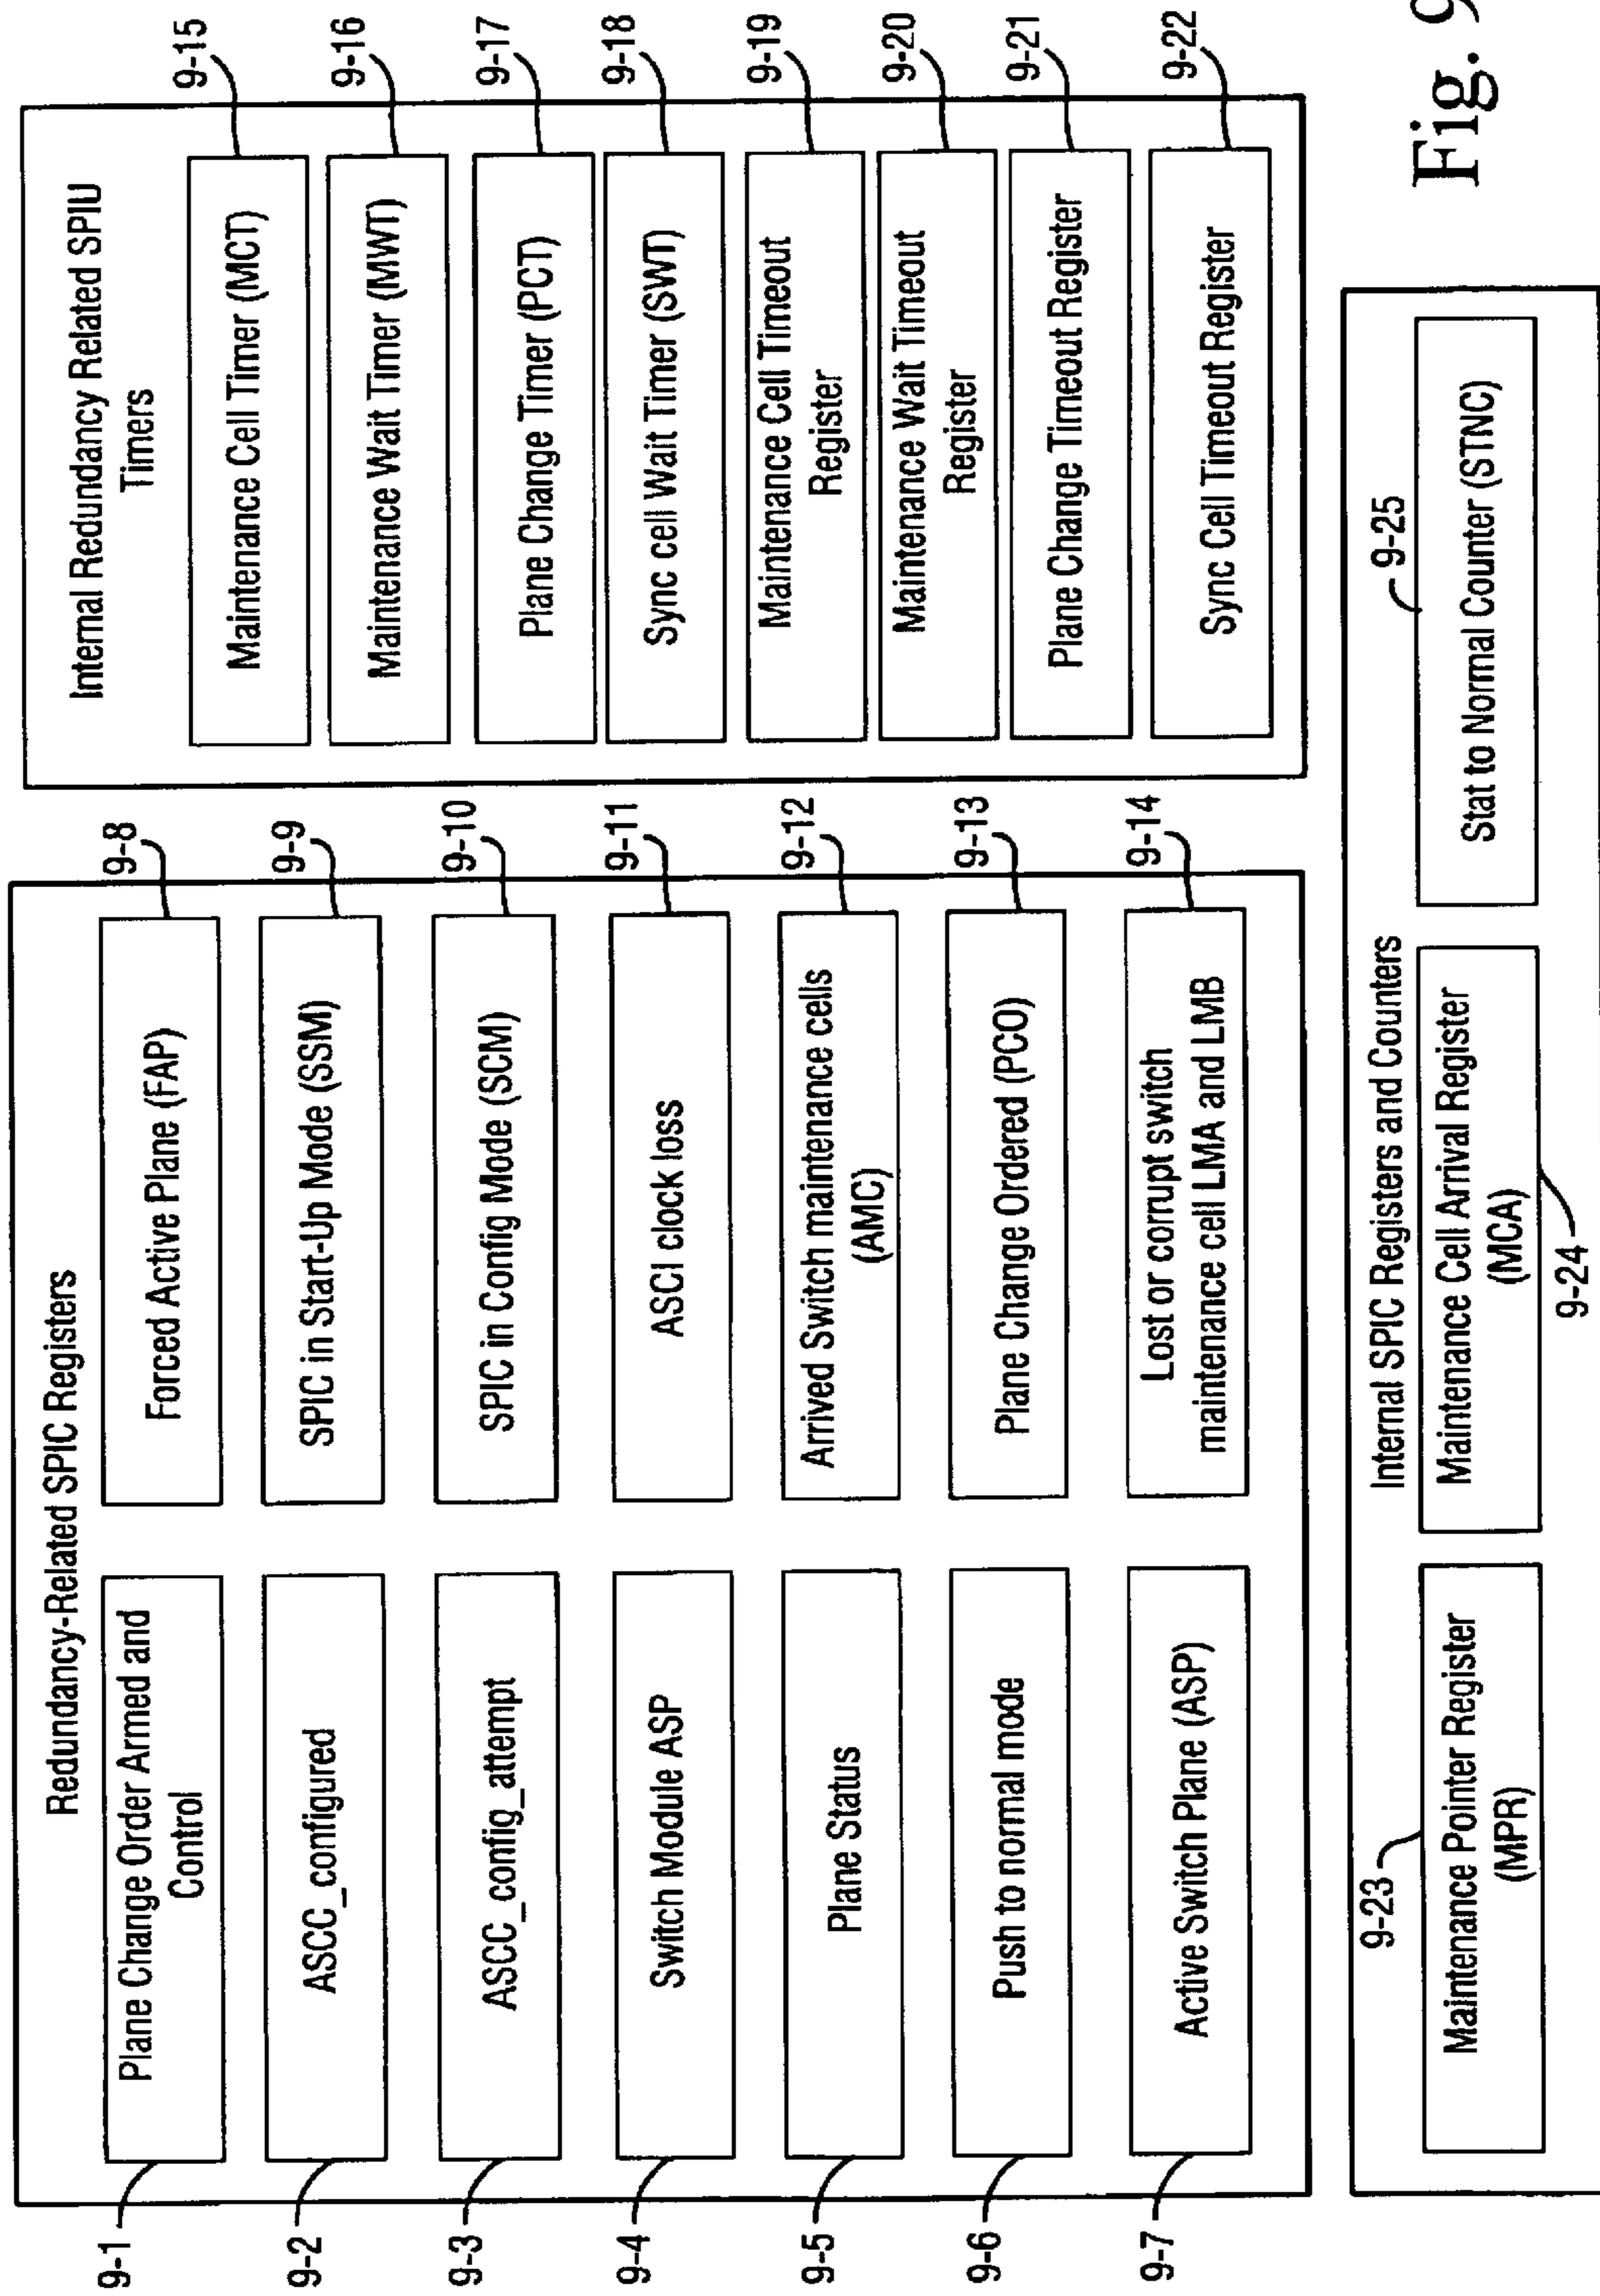 Redundancy-Related SPIC Registers
9-1
Plane Change Order Armed and
Control
9-2
ASCC_configured
9-3
ASCC_config_attempt
9-4
Switch Module ASP
9-5
Plane Status
9-6
Push to normal mode
9-7
Active Switch Plane (ASP)
Forced Active Plane (FAP)
9-8
SPIC in Start-Up Mode (SSM)
9-9
SPIC in Config Mode (SCM)
9-10
ASCI clock loss
9-11
Arrived Switch maintenance cells
(AMC)
9-12
Plane Change Ordered (PCO)
9-13
Lost or corrupt switch
maintenance cell LMA and LMB
9-14
Internal Redundancy Related SPIU
Timers
Maintenance Cell Timer (MCT)
9-15
Maintenance Wait Timer (MWT)
9-16
Plane Change Timer (PCT)
9-17
Sync cell Wait Timer (SWT)
9-18
Maintenance Cell Timeout
Register
9-19
Maintenance Wait Timeout
Register
9-20
Plane Change Timeout Register
9-21
Sync Cell Timeout Register
9-22
Internal SPIC Registers and Counters
9-23
Maintenance Pointer Register
(MPR)
Maintenance Cell Arrival Register
(MCA)
9-24
9-25
Stat to Normal Counter (STNC)
Fig. 9